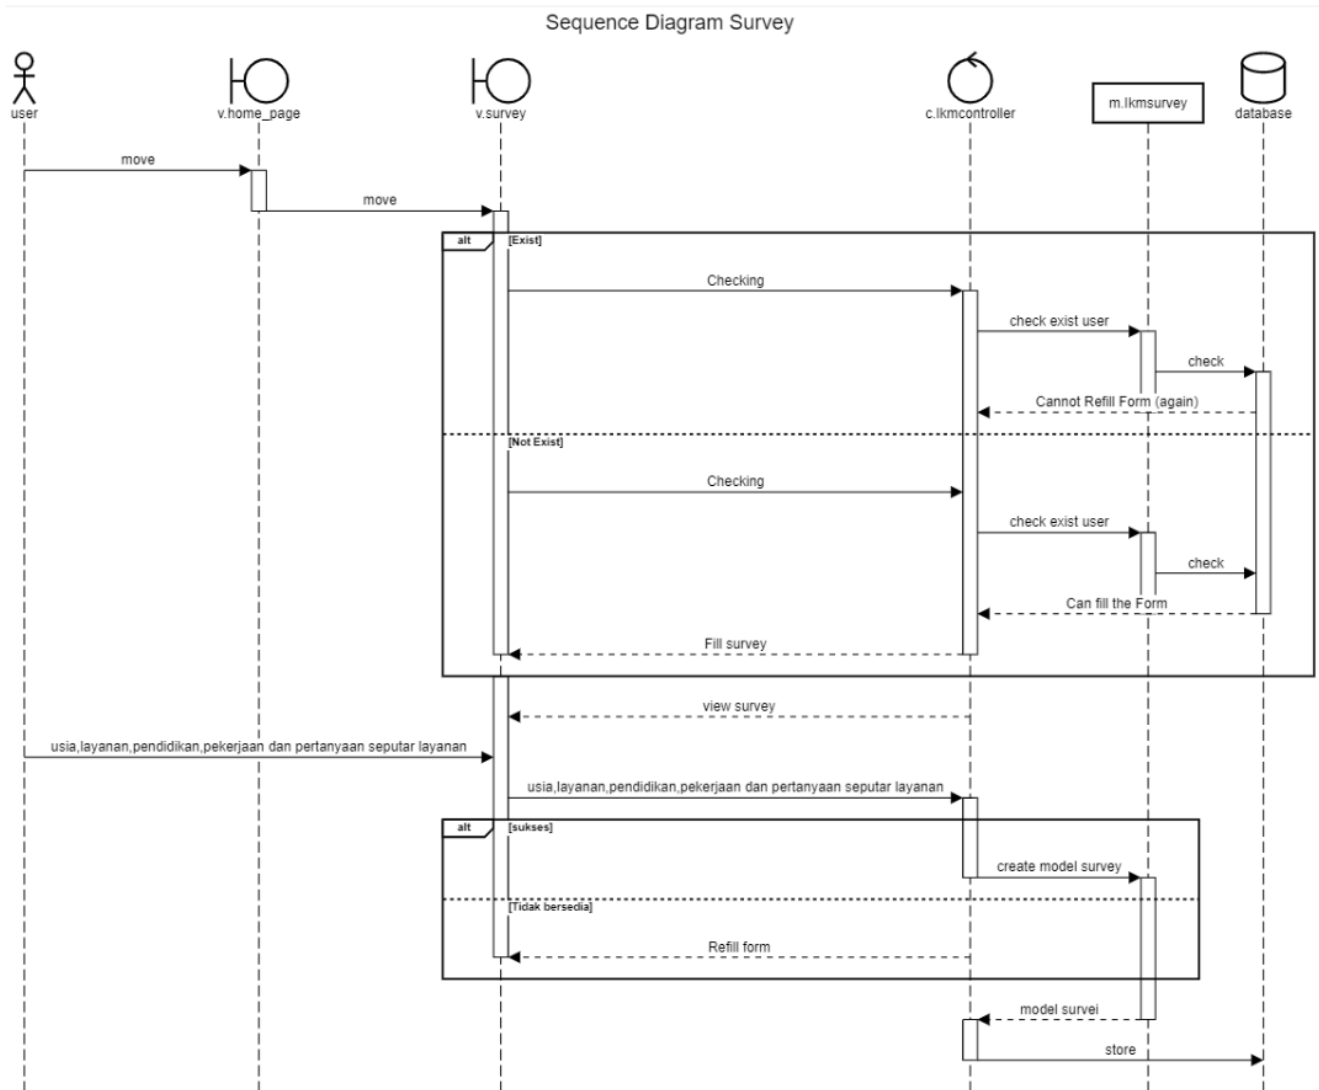 Sequence Diagram Survey
user
v.home_page
v.survey
c.lkmcontroller
m.lkmsurvey
database
move
move
alt
[Exist]
Checking
check exist user
check
Cannot Refill Form (again)
[Not Exist]
Checking
check exist user
check
Can fill the Form
Fill survey
view survey
usia,layanan,pendidikan,pekerjaan dan pertanyaan seputar layanan
usia,layanan,pendidikan,pekerjaan dan pertanyaan seputar layanan
alt
[sukses]
create model survey
[Tidak bersedia]
Refill form
model survei
store